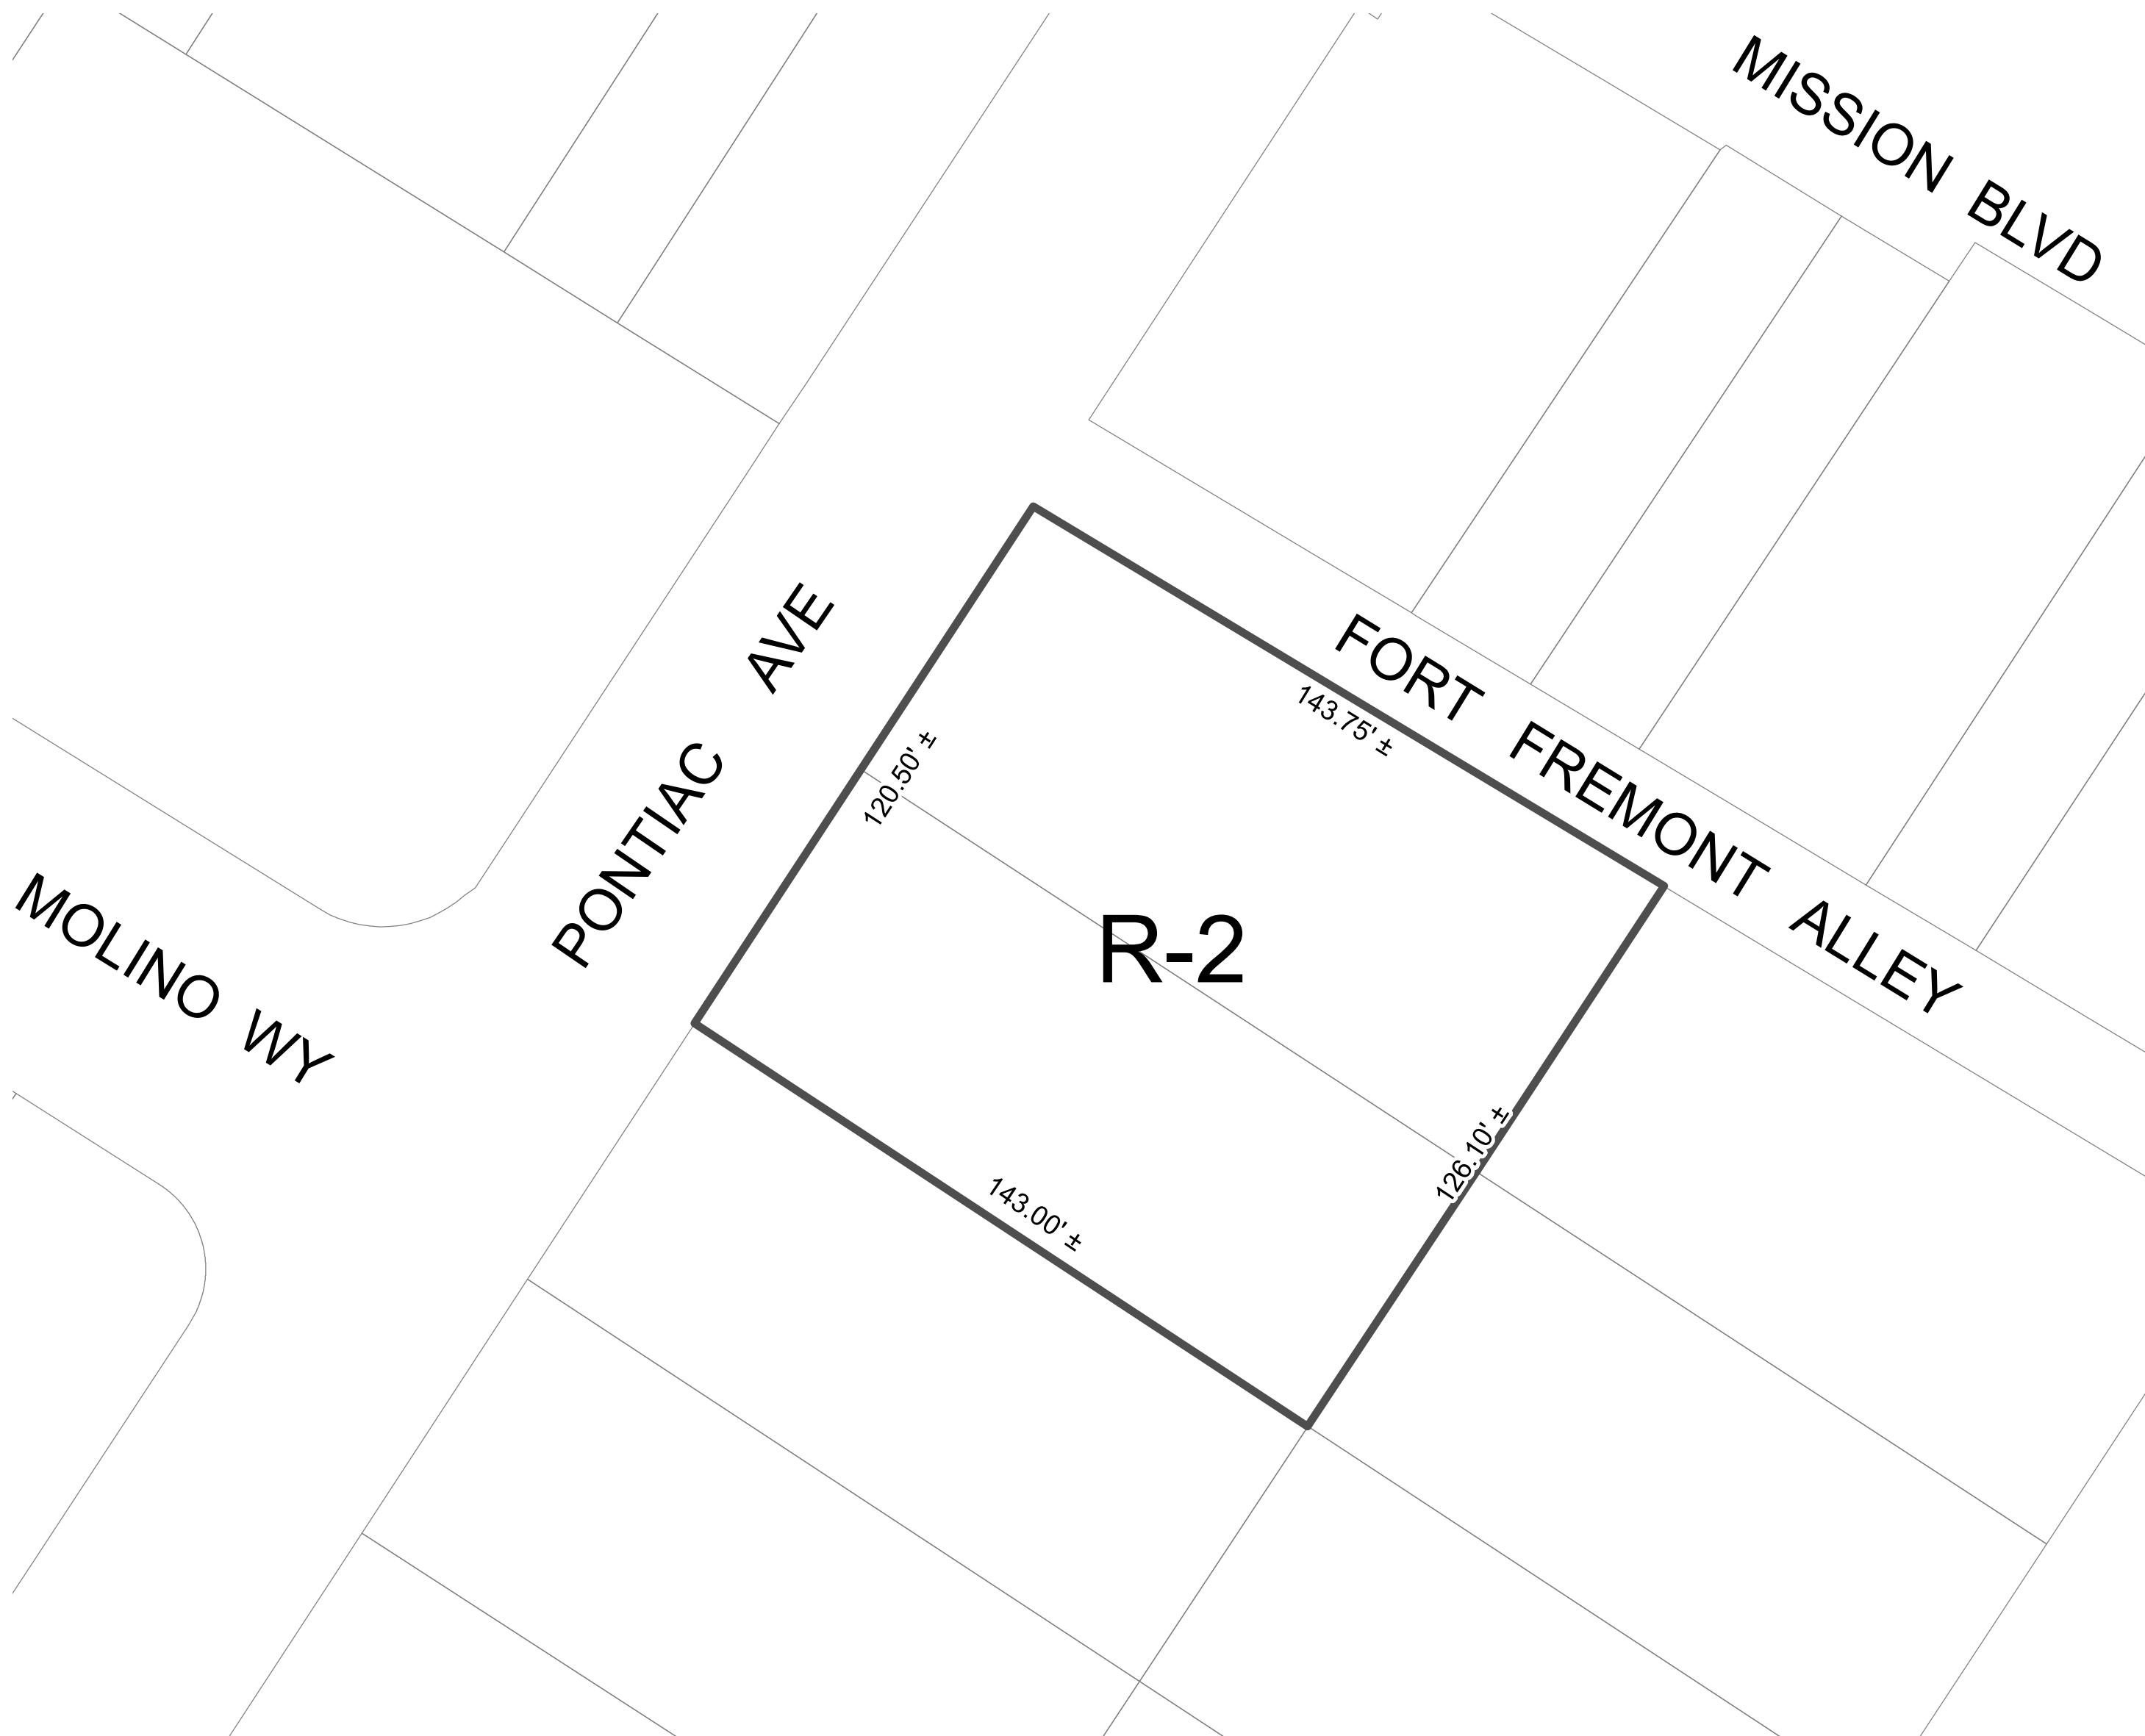 MISSION BLVD
FORT FREMONT ALLEY
PONTIAC AVE
143.75' ±
120.50' ±
R-2
MOLINO WY
126.10' ±
143.00' ±